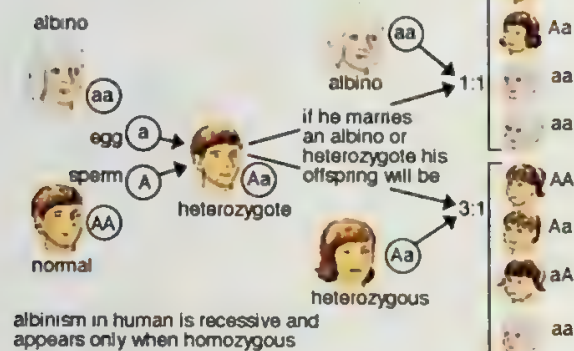 albino
aa
egg a
sperm A
AA
normal
Aa
heterozygote
aa
albino
if he marries
an albino or
heterozygote his
offspring will be
Aa
heterozygous
1:1
Aa
aa
aa
3:1
AA
Aa
aA
aa
albinism in human is recessive and
appears only when homozygous